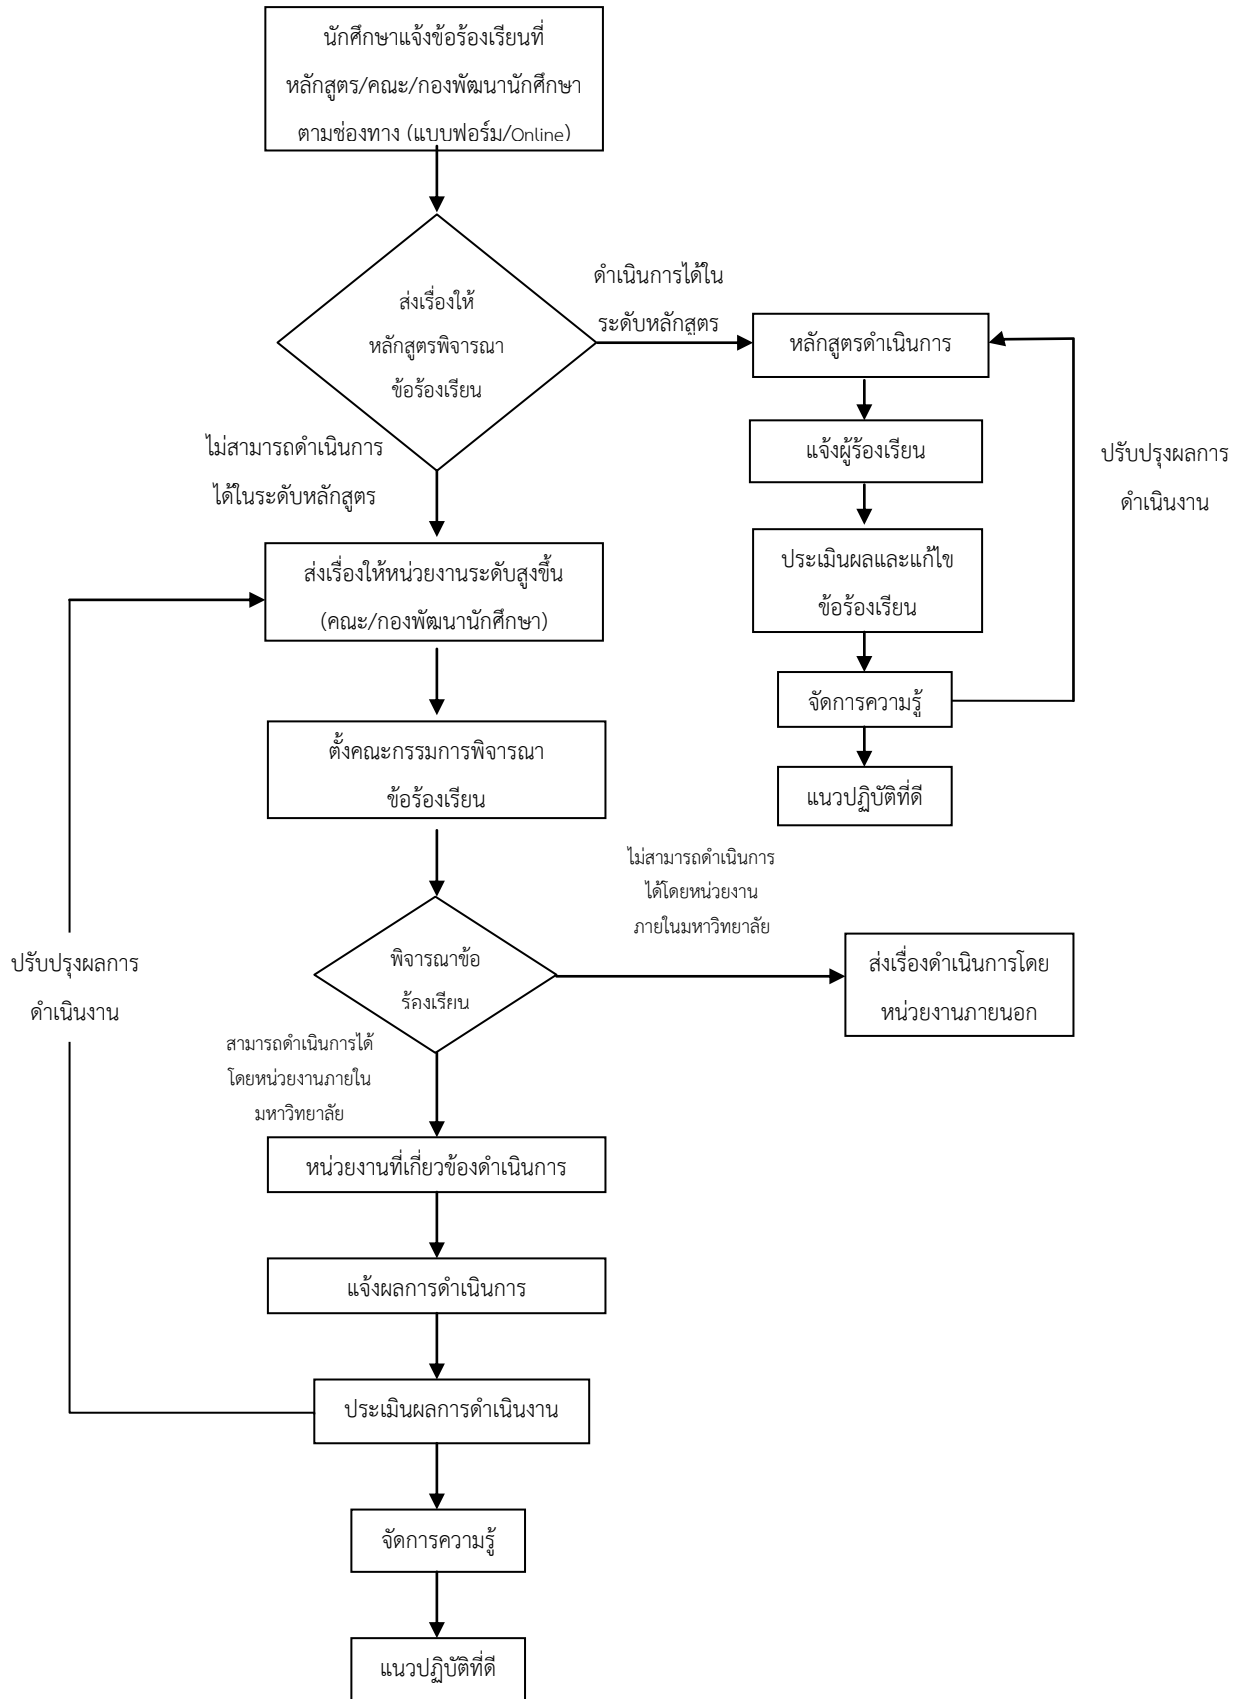 นักศึกษาแจ้งข้อร้องเรียนที่
หลักสูตร/คณะ/กองพัฒนานักศึกษา
ตามช่องทาง (แบบฟอร์ม/Online)
ส่งเรื่องให้
หลักสูตรพิจารณา
ข้อร้องเรียน
ดำเนินการได้ใน
ระดับหลักสูตร
หลักสูตรดำเนินการ
แจ้งผู้ร้องเรียน
ประเมินผลและแก้ไข
ข้อร้องเรียน
จัดการความรู้
แนวปฏิบัติที่ดี
ปรับปรุงผลการ
ดำเนินงาน
ไม่สามารถดำเนินการ
ได้ในระดับหลักสูตร
ส่งเรื่องให้หน่วยงานระดับสูงขึ้น
(คณะ/กองพัฒนานักศึกษา)
ตั้งคณะกรรมการพิจารณา
ข้อร้องเรียน
พิจารณาข้อ
ร้องเรียน
ไม่สามารถดำเนินการ
ได้โดยหน่วยงาน
ภายในมหาวิทยาลัย
ส่งเรื่องดำเนินการโดย
หน่วยงานภายนอก
ปรับปรุงผลการ
ดำเนินงาน
สามารถดำเนินการได้
โดยหน่วยงานภายใน
มหาวิทยาลัย
หน่วยงานที่เกี่ยวข้องดำเนินการ
แจ้งผลการดำเนินการ
ประเมินผลการดำเนินงาน
จัดการความรู้
แนวปฏิบัติที่ดี